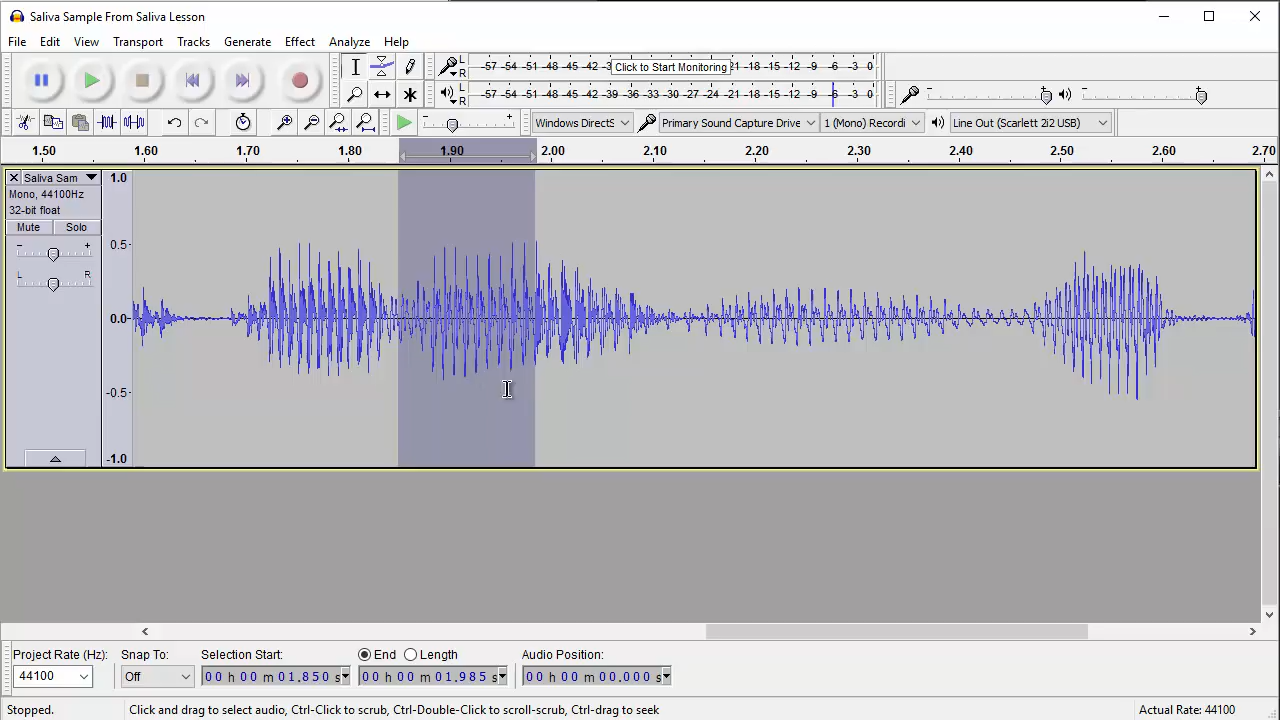 Saliva Sample From Saliva Lesson
File Edit View Transport Tracks Generate Effect Analyze Help
L R -57 -54 -51 -48 -45 -42 -3 Click to Start Monitoring 21 -18 -15 -12 -9 -6 -3 0
L R -57 -54 -51 -48 -45 -42 -39 -36 -33 -30 -27 -24 -21 -18 -15 -12 -9 -6 -3 0
Windows DirectS Primary Sound Capture Drive 1 (Mono) Recordi Line Out (Scarlett 2i2 USB)
1.50 1.60 1.70 1.80 1.90 2.00 2.10 2.20 2.30 2.40 2.50 2.60 2.70
Saliva Sam 1.0
Mono, 44100Hz
32-bit float
Mute Solo
- + 0.5
L R
0.0
-0.5
-1.0
Project Rate (Hz): Snap To: Selection Start: End Length Audio Position:
44100 Off 00 h 00 m 01.850 s 00 h 00 m 01.985 s 00 h 00 m 00.000 s
Stopped. Click and drag to select audio, Ctrl-Click to scrub, Ctrl-Double-Click to scroll-scrub, Ctrl-drag to seek Actual Rate: 44100